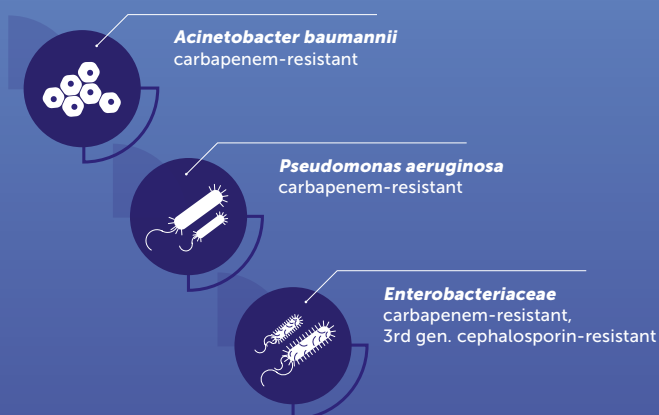 Acinetobacter baumannii
carbapenem-resistant
Pseudomonas aeruginosa
carbapenem-resistant
Enterobacteriaceae
carbapenem-resistant,
3rd gen. cephalosporin-resistant